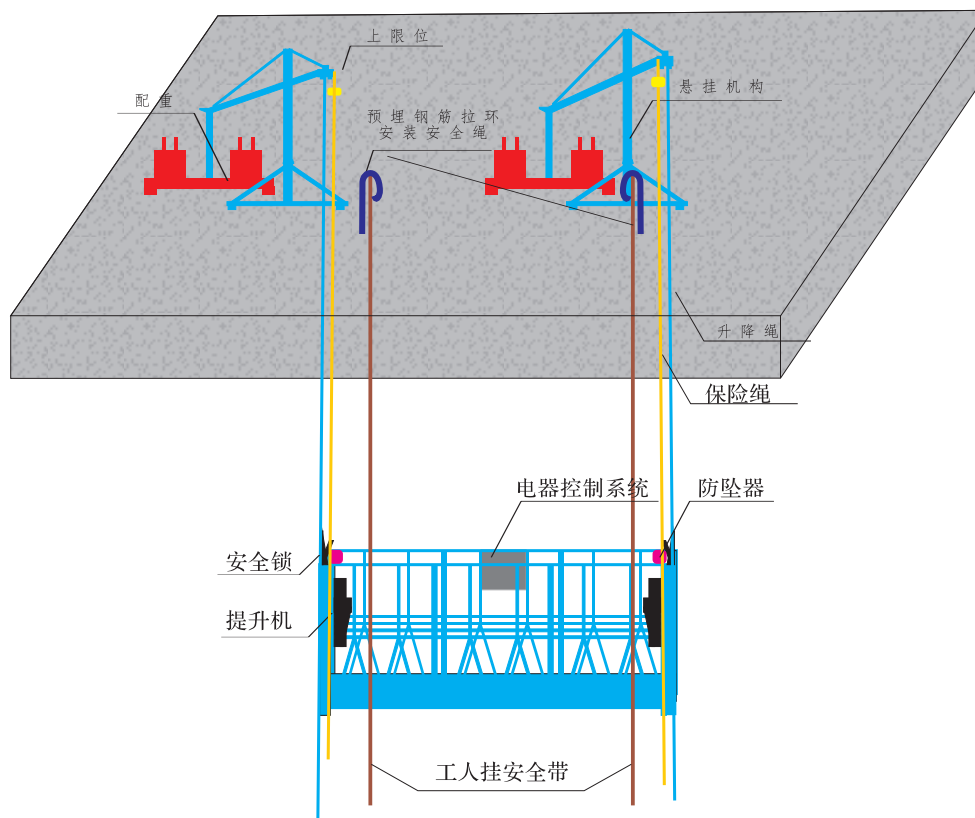 上限位
悬挂机构
配重
预埋钢筋拉环
安装安全绳
升降绳
保险绳
电器控制系统
防坠器
安全锁
提升机
工人挂安全带